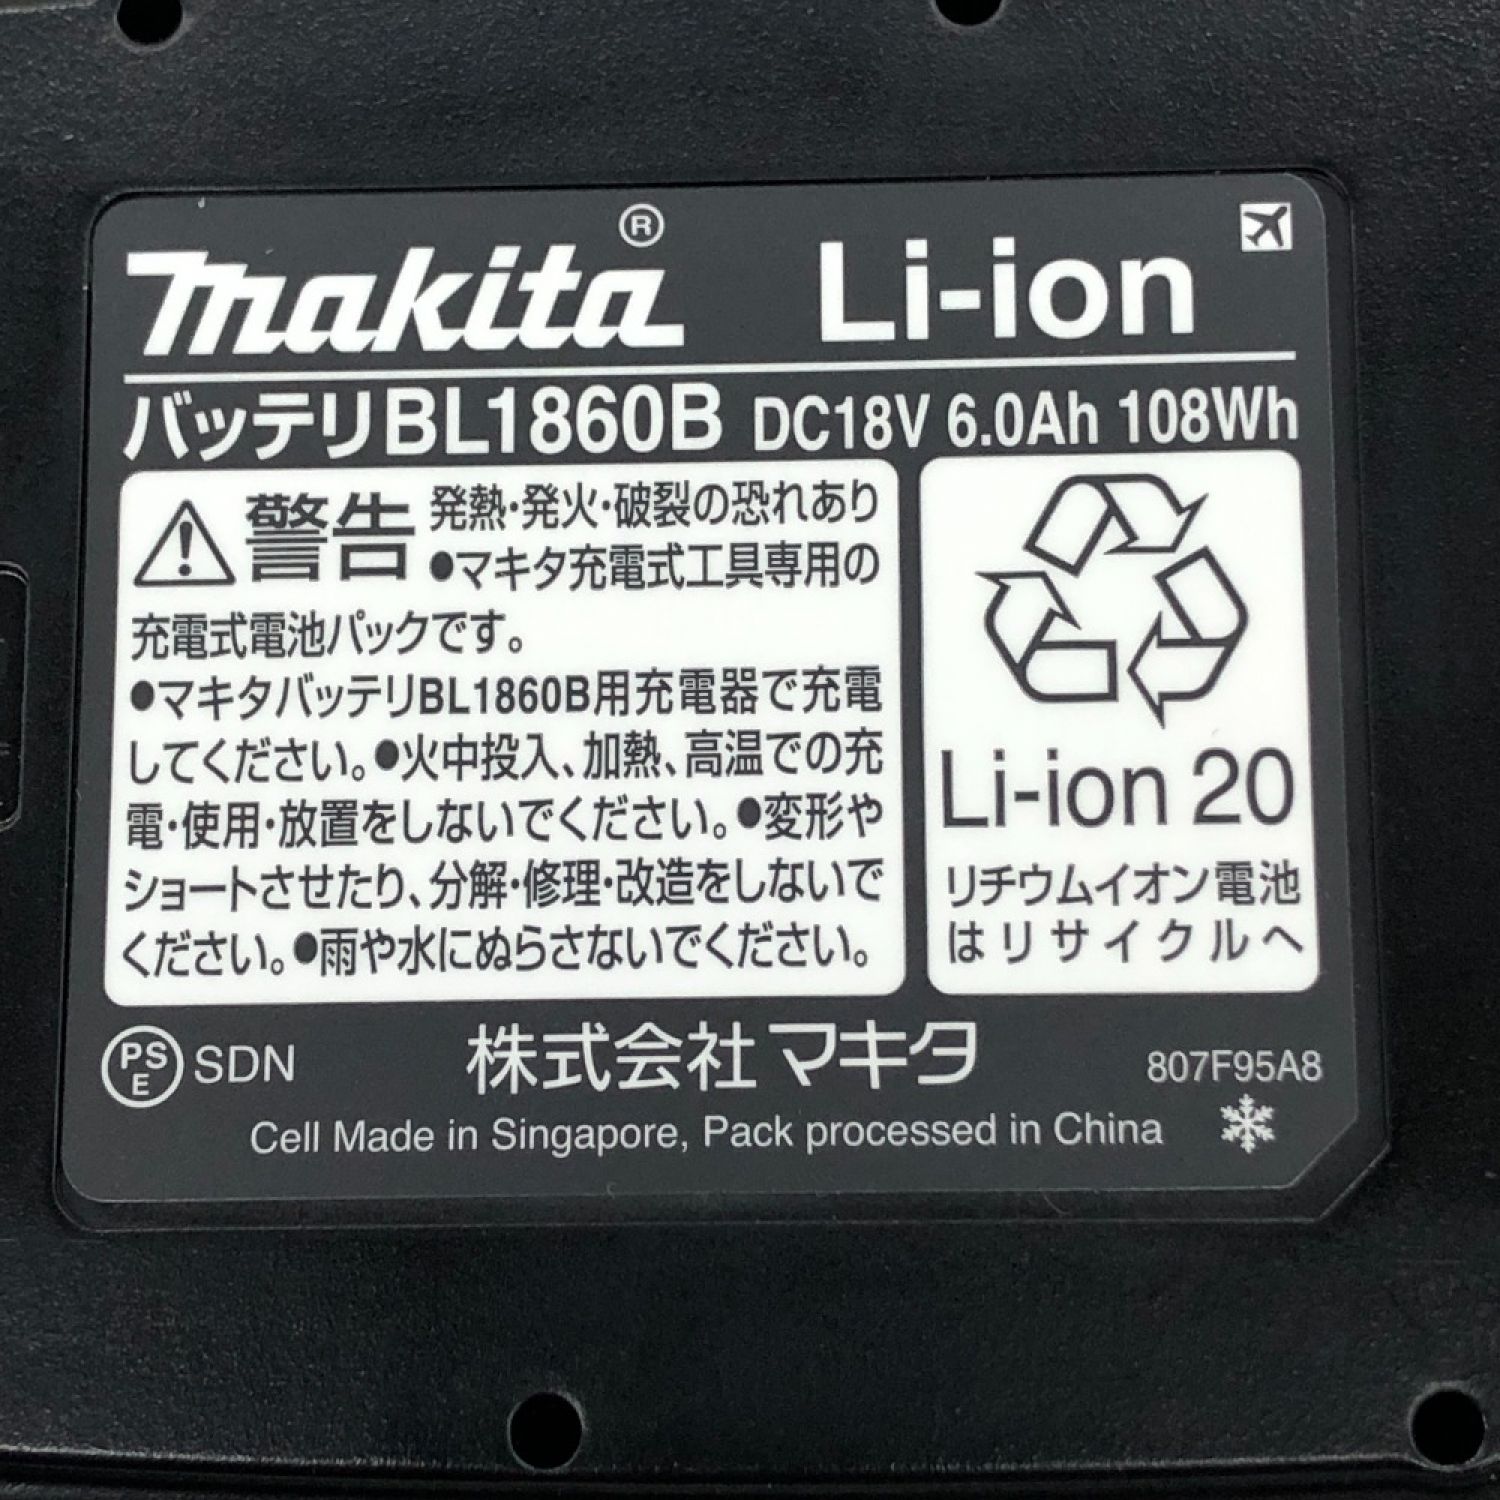 makita® Li-ion
バッテリBL1860B DC18V 6.0Ah 108Wh
警告 発熱・発火・破裂の恐れあり
●マキタ充電式工具専用の
充電式電池パックです。
●マキタバッテリBL1860B用充電器で充電
してください。●火中投入、加熱、高温での充
電・使用・放置をしないでください。●変形や
ショートさせたり、分解・修理・改造をしないで
ください。●雨や水にぬらさないでください。
Li-ion 20
リチウムイオン電池
はリサイクルへ
PSE SDN 株式会社マキタ 807F95A8
Cell Made in Singapore, Pack processed in China